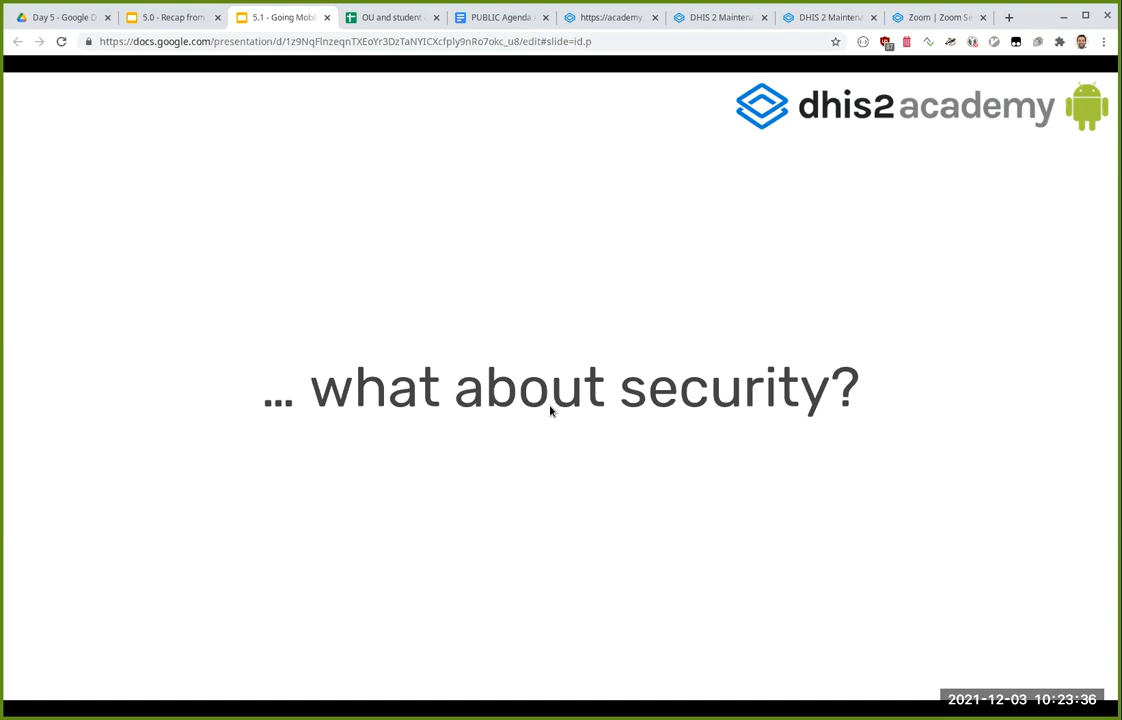 Day 5 - Google D
5.0 - Recap from
5.1 - Going Mobi
OU and student
PUBLIC Agenda
https://academy
DHIS 2 Mainten
DHIS 2 Mainten
Zoom | Zoom Se
https://docs.google.com/presentation/d/1z9NqFlnzeqnTXEoYr3DzTaNYICXcfply9nRo7okc_u8/edit#slide=id.p
dhis2 academy
... what about security?
2021-12-03 10:23:36